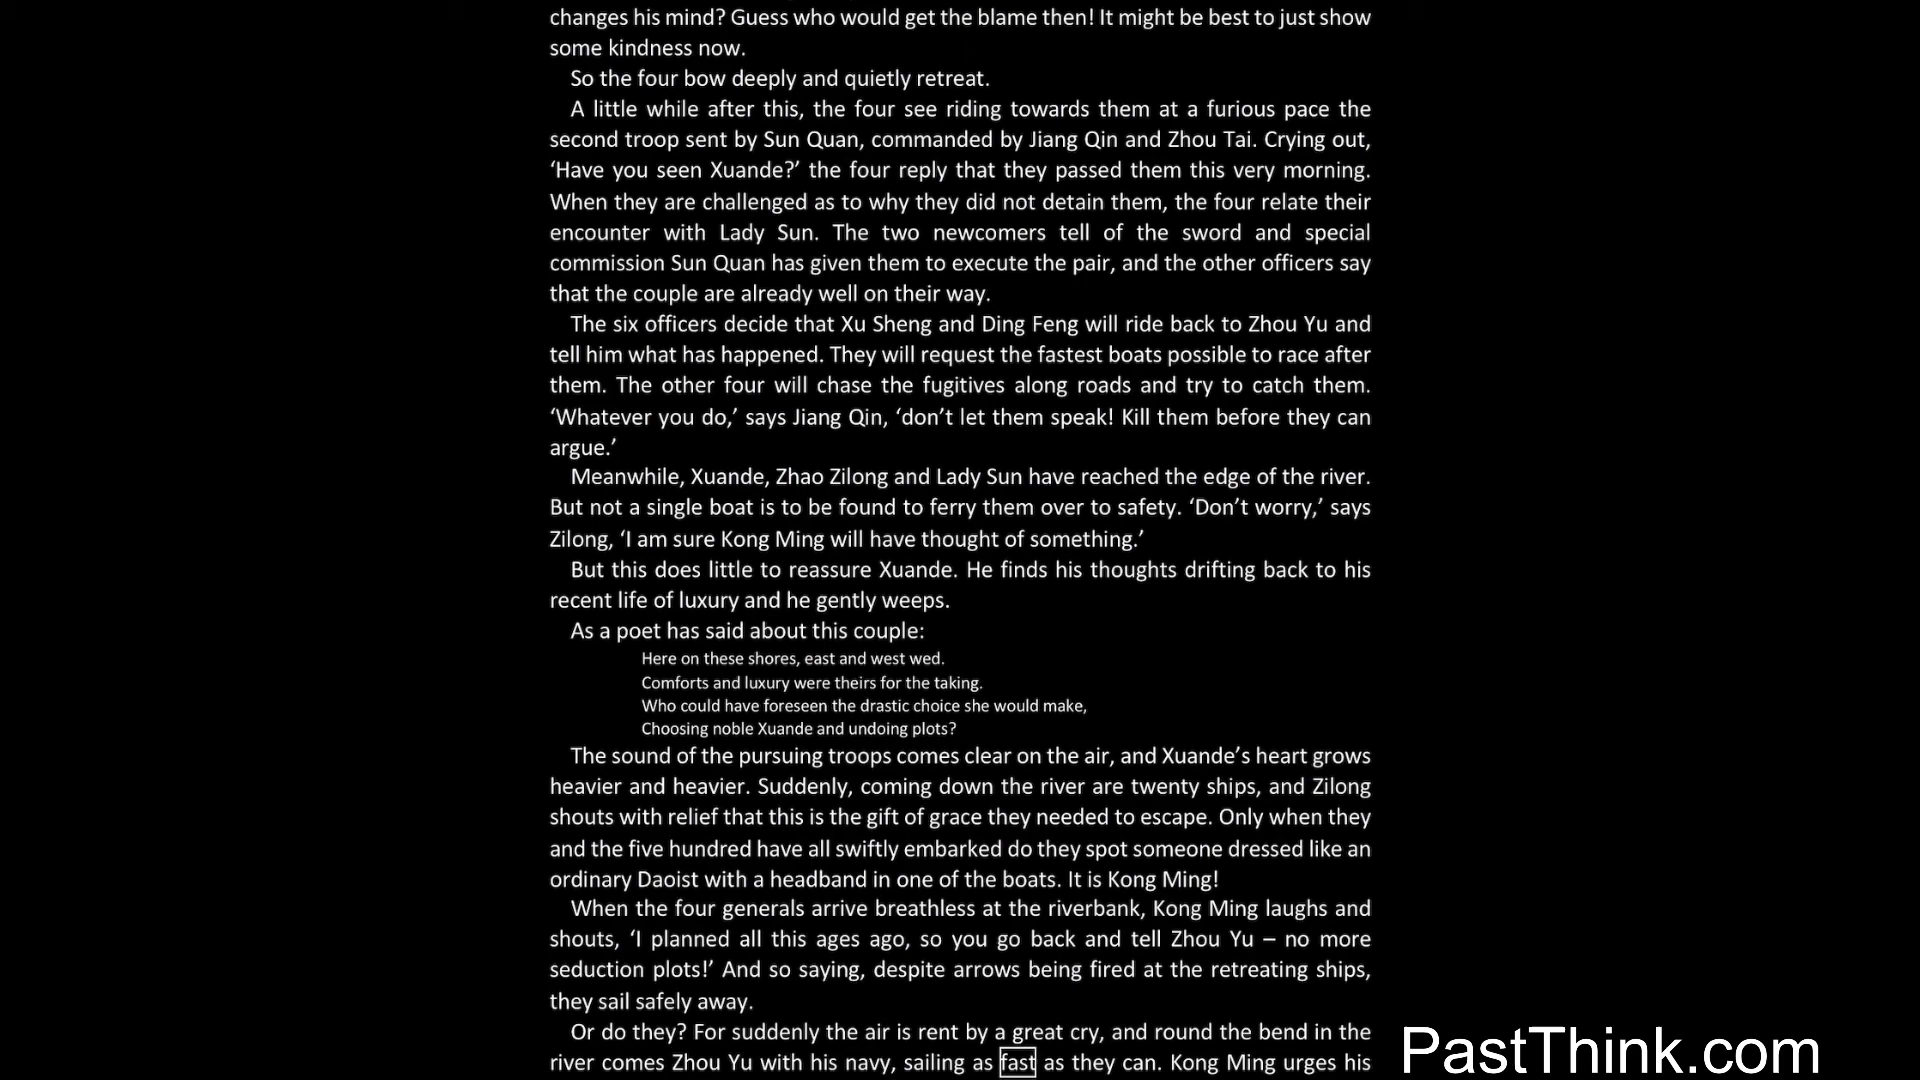 changes his mind? Guess who would get the blame then! It might be best to just show
some kindness now.
So the four bow deeply and quietly retreat.
A little while after this, the four see riding towards them at a furious pace the
second troop sent by Sun Quan, commanded by Jiang Qin and Zhou Tai. Crying out,
‘Have you seen Xuande?’ the four reply that they passed them this very morning.
When they are challenged as to why they did not detain them, the four relate their
encounter with Lady Sun. The two newcomers tell of the sword and special
commission Sun Quan has given them to execute the pair, and the other officers say
that the couple are already well on their way.
The six officers decide that Xu Sheng and Ding Feng will ride back to Zhou Yu and
tell him what has happened. They will request the fastest boats possible to race after
them. The other four will chase the fugitives along roads and try to catch them.
‘Whatever you do,’ says Jiang Qin, ‘don’t let them speak! Kill them before they can
argue.’
Meanwhile, Xuande, Zhao Zilong and Lady Sun have reached the edge of the river.
But not a single boat is to be found to ferry them over to safety. ‘Don’t worry,’ says
Zilong, ‘I am sure Kong Ming will have thought of something.’
But this does little to reassure Xuande. He finds his thoughts drifting back to his
recent life of luxury and he gently weeps.
As a poet has said about this couple:
Here on these shores, east and west wed.
Comforts and luxury were theirs for the taking.
Who could have foreseen the drastic choice she would make,
Choosing noble Xuande and undoing plots?
The sound of the pursuing troops comes clear on the air, and Xuande’s heart grows
heavier and heavier. Suddenly, coming down the river are twenty ships, and Zilong
shouts with relief that this is the gift of grace they needed to escape. Only when they
and the five hundred have all swiftly embarked do they spot someone dressed like an
ordinary Daoist with a headband in one of the boats. It is Kong Ming!
When the four generals arrive breathless at the riverbank, Kong Ming laughs and
shouts, ‘I planned all this ages ago, so you go back and tell Zhou Yu – no more
seduction plots!’ And so saying, despite arrows being fired at the retreating ships,
they sail safely away.
Or do they? For suddenly the air is rent by a great cry, and round the bend in the
river comes Zhou Yu with his navy, sailing as fast as they can. Kong Ming urges his
PastThink.com